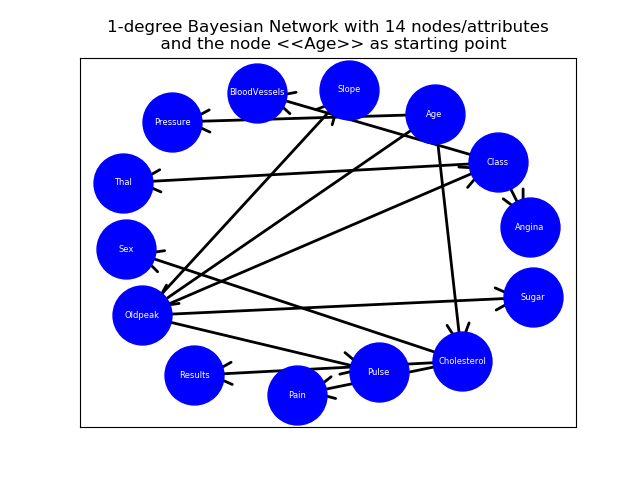 1-degree Bayesian Network with 14 nodes/attributes
and the node <<Age>> as starting point
BloodVessels
Slope
Age
Pressure
Class
Thal
Angina
Sex
Sugar
Oldpeak
Cholesterol
Pulse
Results
Pain